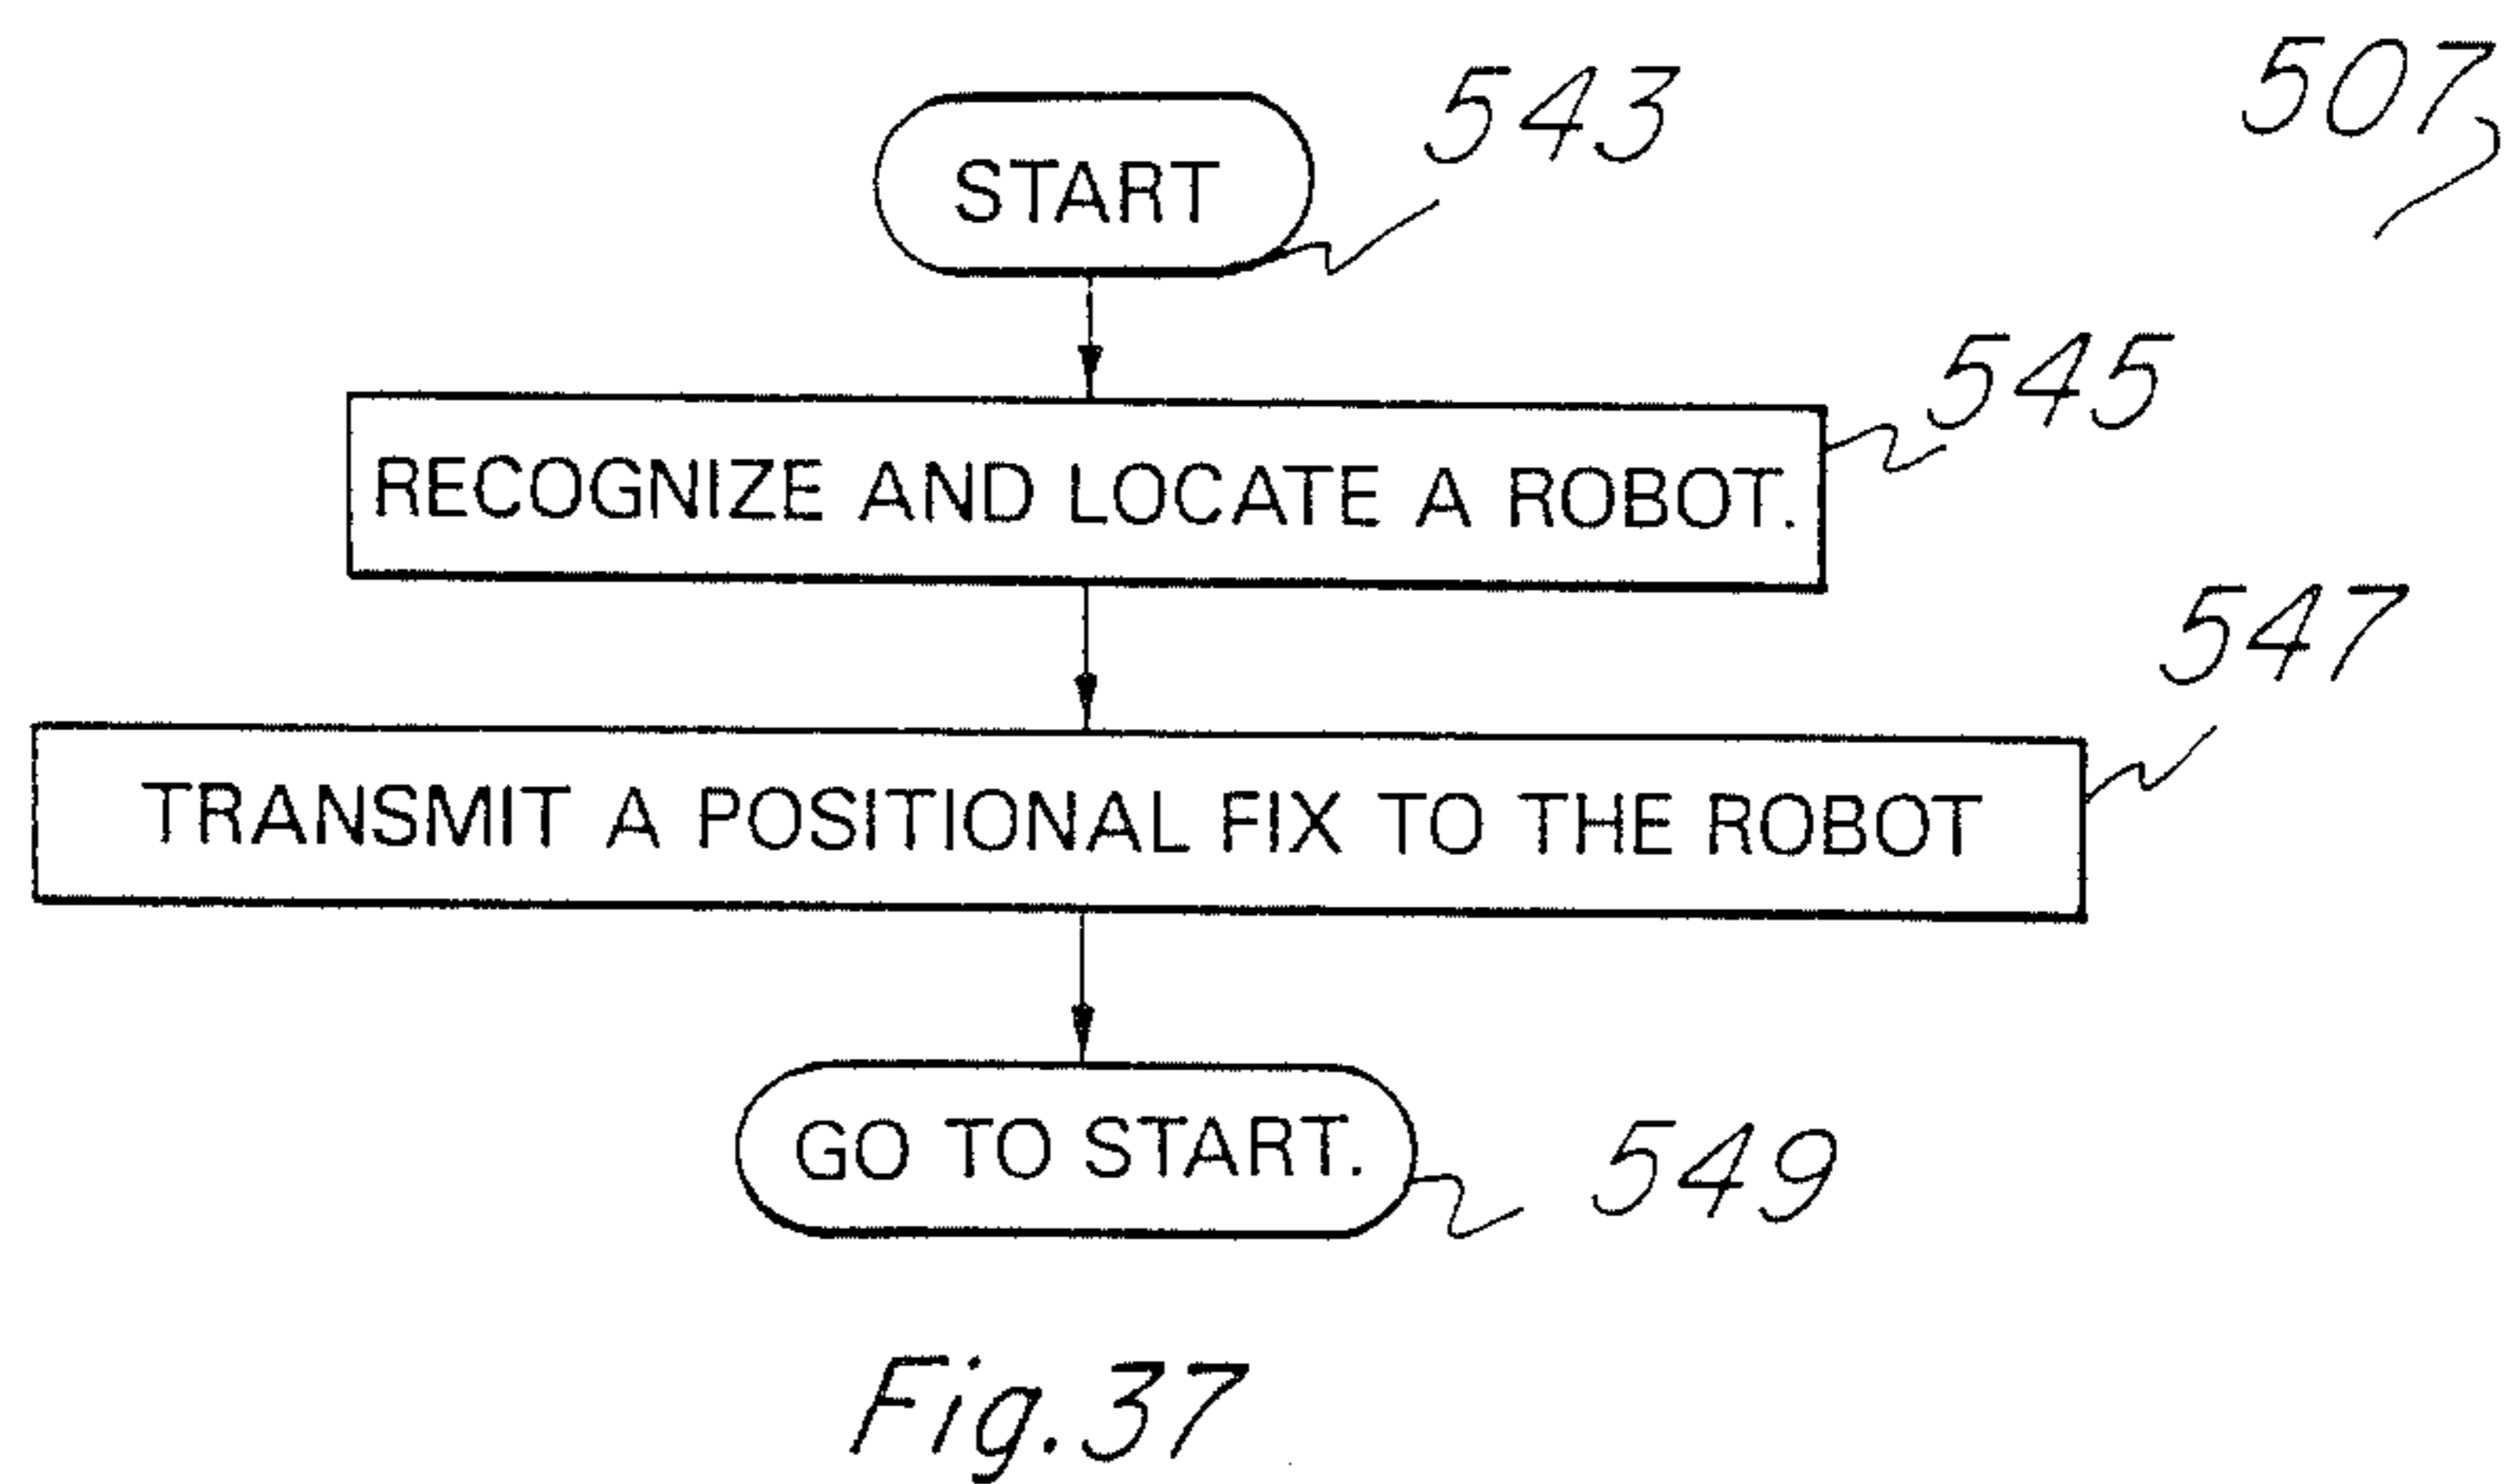 507
543
START
545
RECOGNIZE AND LOCATE A ROBOT.
547
TRANSMIT A POSITIONAL FIX TO THE ROBOT
GO TO START.
549
Fig. 37